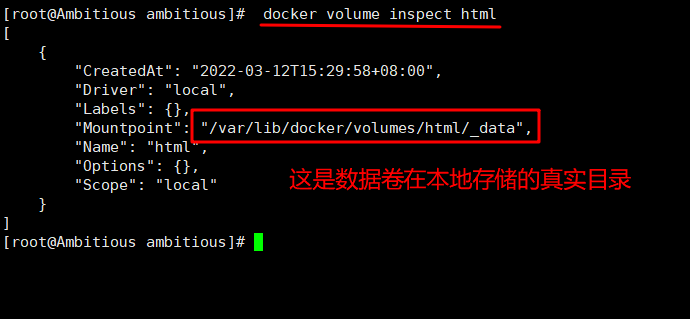 [root@Ambitious ambitious]#  docker volume inspect html
[
    {
        "CreatedAt": "2022-03-12T15:29:58+08:00",
        "Driver": "local",
        "Labels": {},
        "Mountpoint": "/var/lib/docker/volumes/html/_data",
        "Name": "html",
        "Options": {},
        "Scope": "local"
这是数据卷在本地存储的真实目录
    }
]
[root@Ambitious ambitious]#